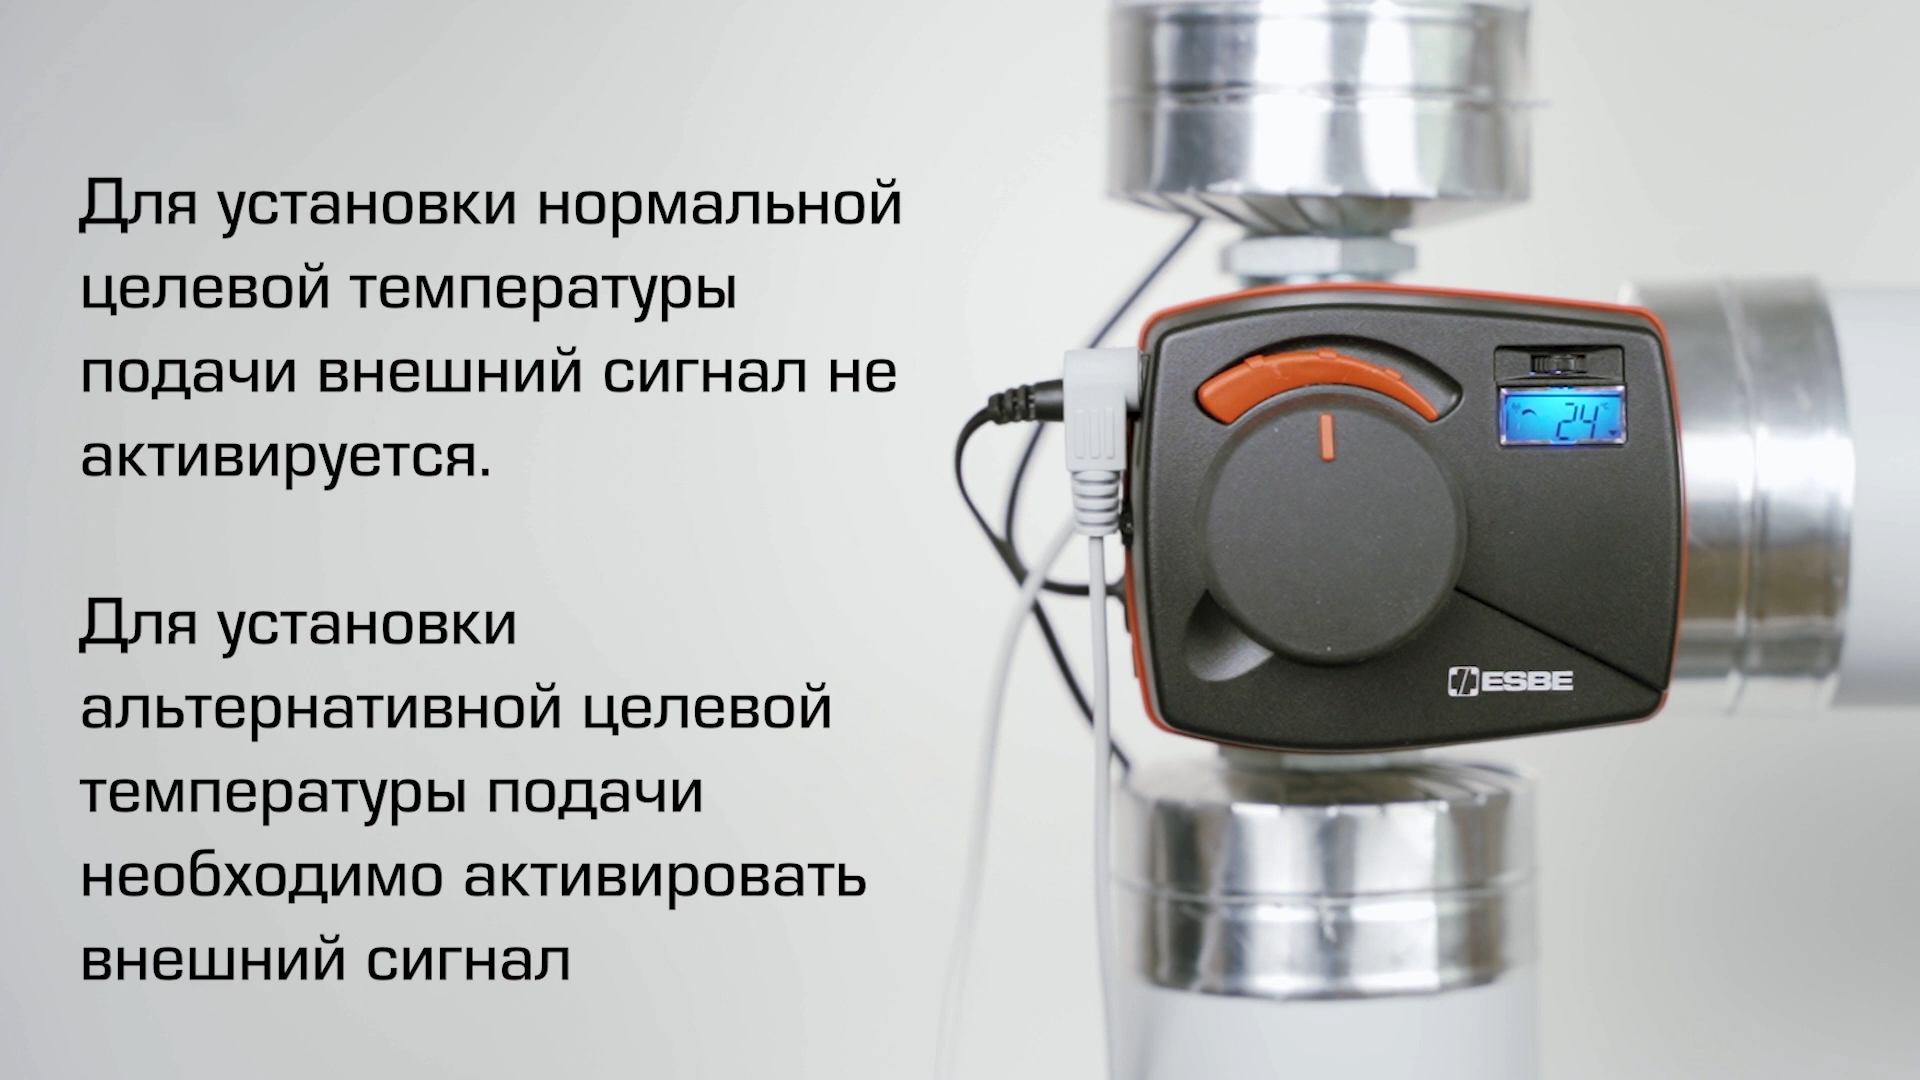 Для установки нормальной
целевой температуры
подачи внешний сигнал не
активируется.
Для установки
альтернативной целевой
температуры подачи
необходимо активировать
внешний сигнал
24
ESBE